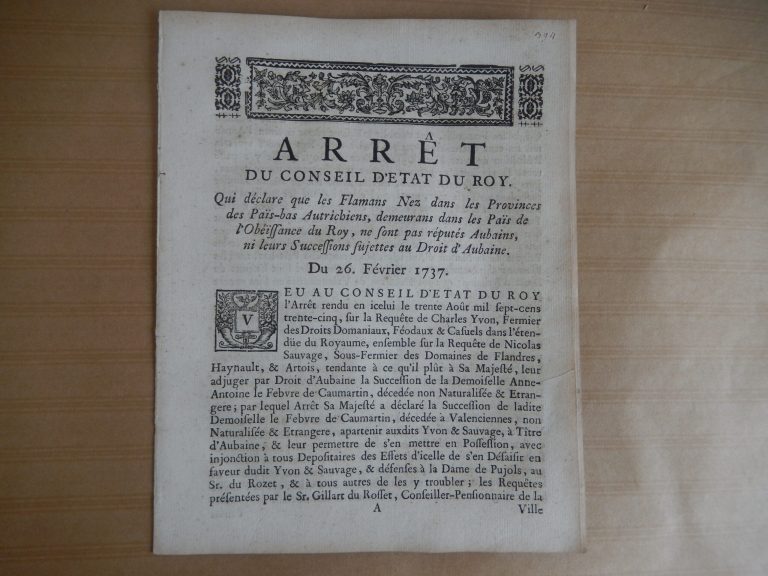 ARRÊT
DU CONSEIL D'ETAT DU ROY.
Qui déclare que les Flamans Nez dans les Provinces
des Païs-bas Autrichiens, demeurans dans les Païs de
l'Obéiſſance du Roy, ne ſont pas réputés Aubains,
ni leurs Succeſſions ſujettes au Droit d'Aubaine.
Du 26. Février 1737.
VEU AU CONSEIL D'ETAT DU ROY
l'Arrêt rendu en icelui le trente Août mil ſept-cens
trente-cinq, ſur la Requête de Charles Yvon, Fermier
des Droits Domaniaux, Féodaux & Caſuels dans l'éten-
düe du Royaume, enſemble ſur la Requête de Nicolas
Sauvage, Sous-Fermier des Domaines de Flandres,
Haynault, & Artois, tendante à ce qu'il plût à Sa Majeſté, leur
adjuger par Droit d'Aubaine la Succeſſion de la Demoiſelle Anne-
Antoine le Febvre de Caumartin, décedée non Naturaliſée & Etran-
gere; par lequel Arrêt Sa Majeſté a déclaré la Succeſſion de ladite
Demoiſelle le Febvre de Caumartin, décedée à Valenciennes, non
Naturaliſée & Etrangere, apartenir auxdits Yvon & Sauvage, à Titre
d'Aubaine, & leur permettre de s'en mettre en Poſſeſſion, avec
injonction à tous Depoſitaires des Effets d'icelle de s'en Déſaiſir en
faveur dudit Yvon & Sauvage, & défenſes à la Dame de Pujols, au
Sr. du Rozet, & à tous autres de les y troubler; les Requêtes
préſentées par le Sr. Gillart du Roſſet, Conſeiller-Penſionnaire de la
A Ville